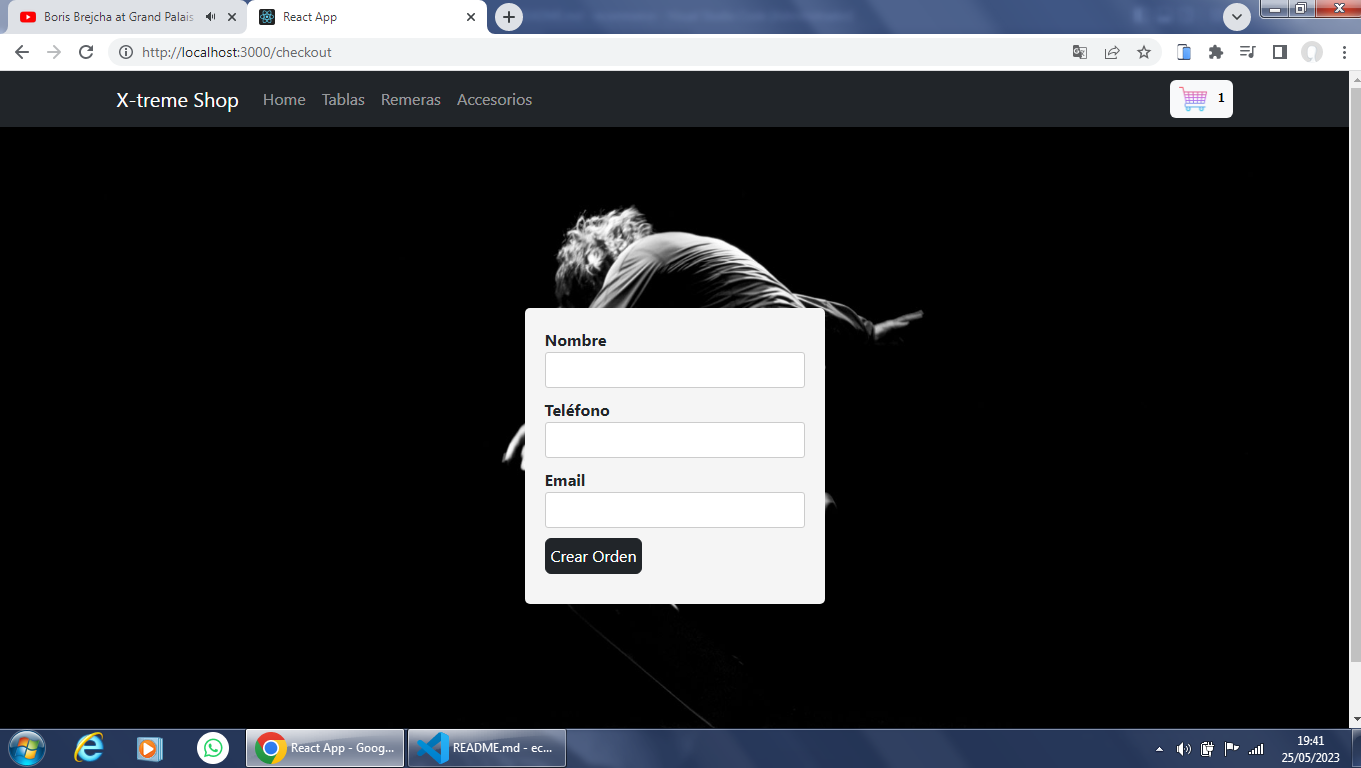 Boris Brejcha at Grand Palais
React App
http://localhost:3000/checkout
X-treme Shop
Home
Tablas
Remeras
Accesorios
1
Nombre
Teléfono
Email
Crear Orden
React App - Goog...
README.md - ec...
19:41
25/05/2023